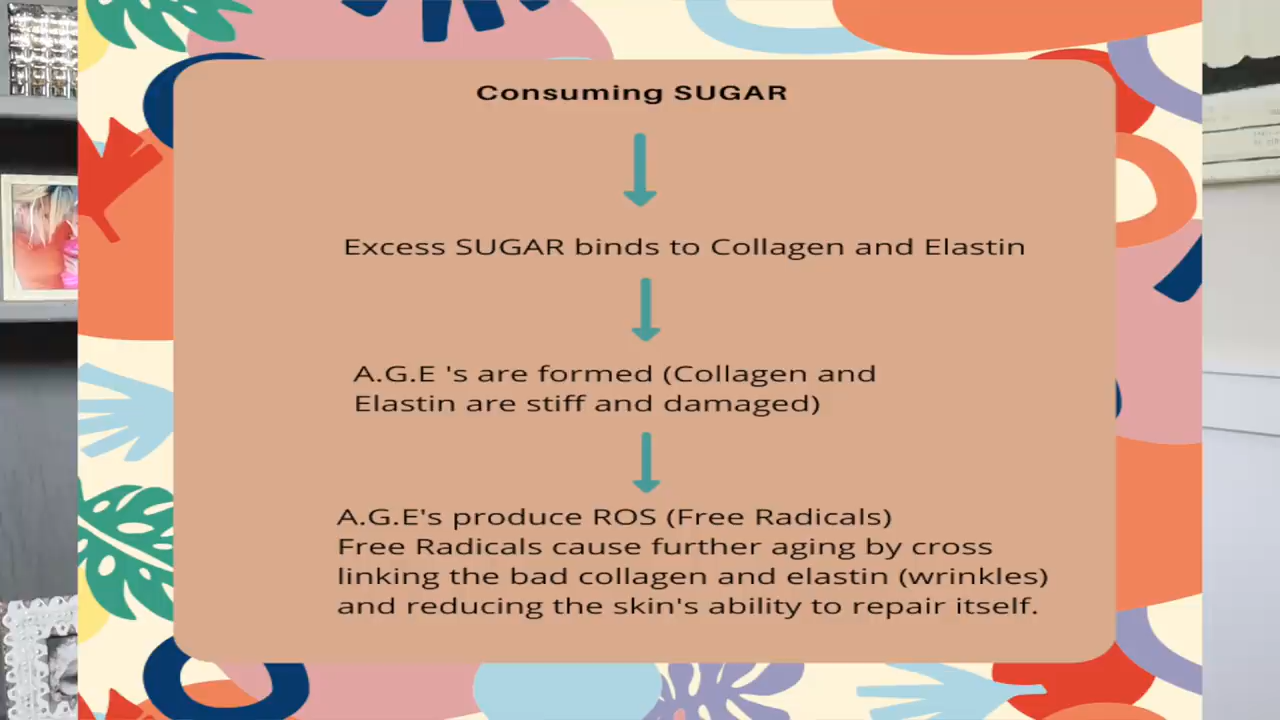 Consuming SUGAR
Excess SUGAR binds to Collagen and Elastin
A.G.E 's are formed (Collagen and
Elastin are stiff and damaged)
A.G.E's produce ROS (Free Radicals)
Free Radicals cause further aging by cross
linking the bad collagen and elastin (wrinkles)
and reducing the skin's ability to repair itself.